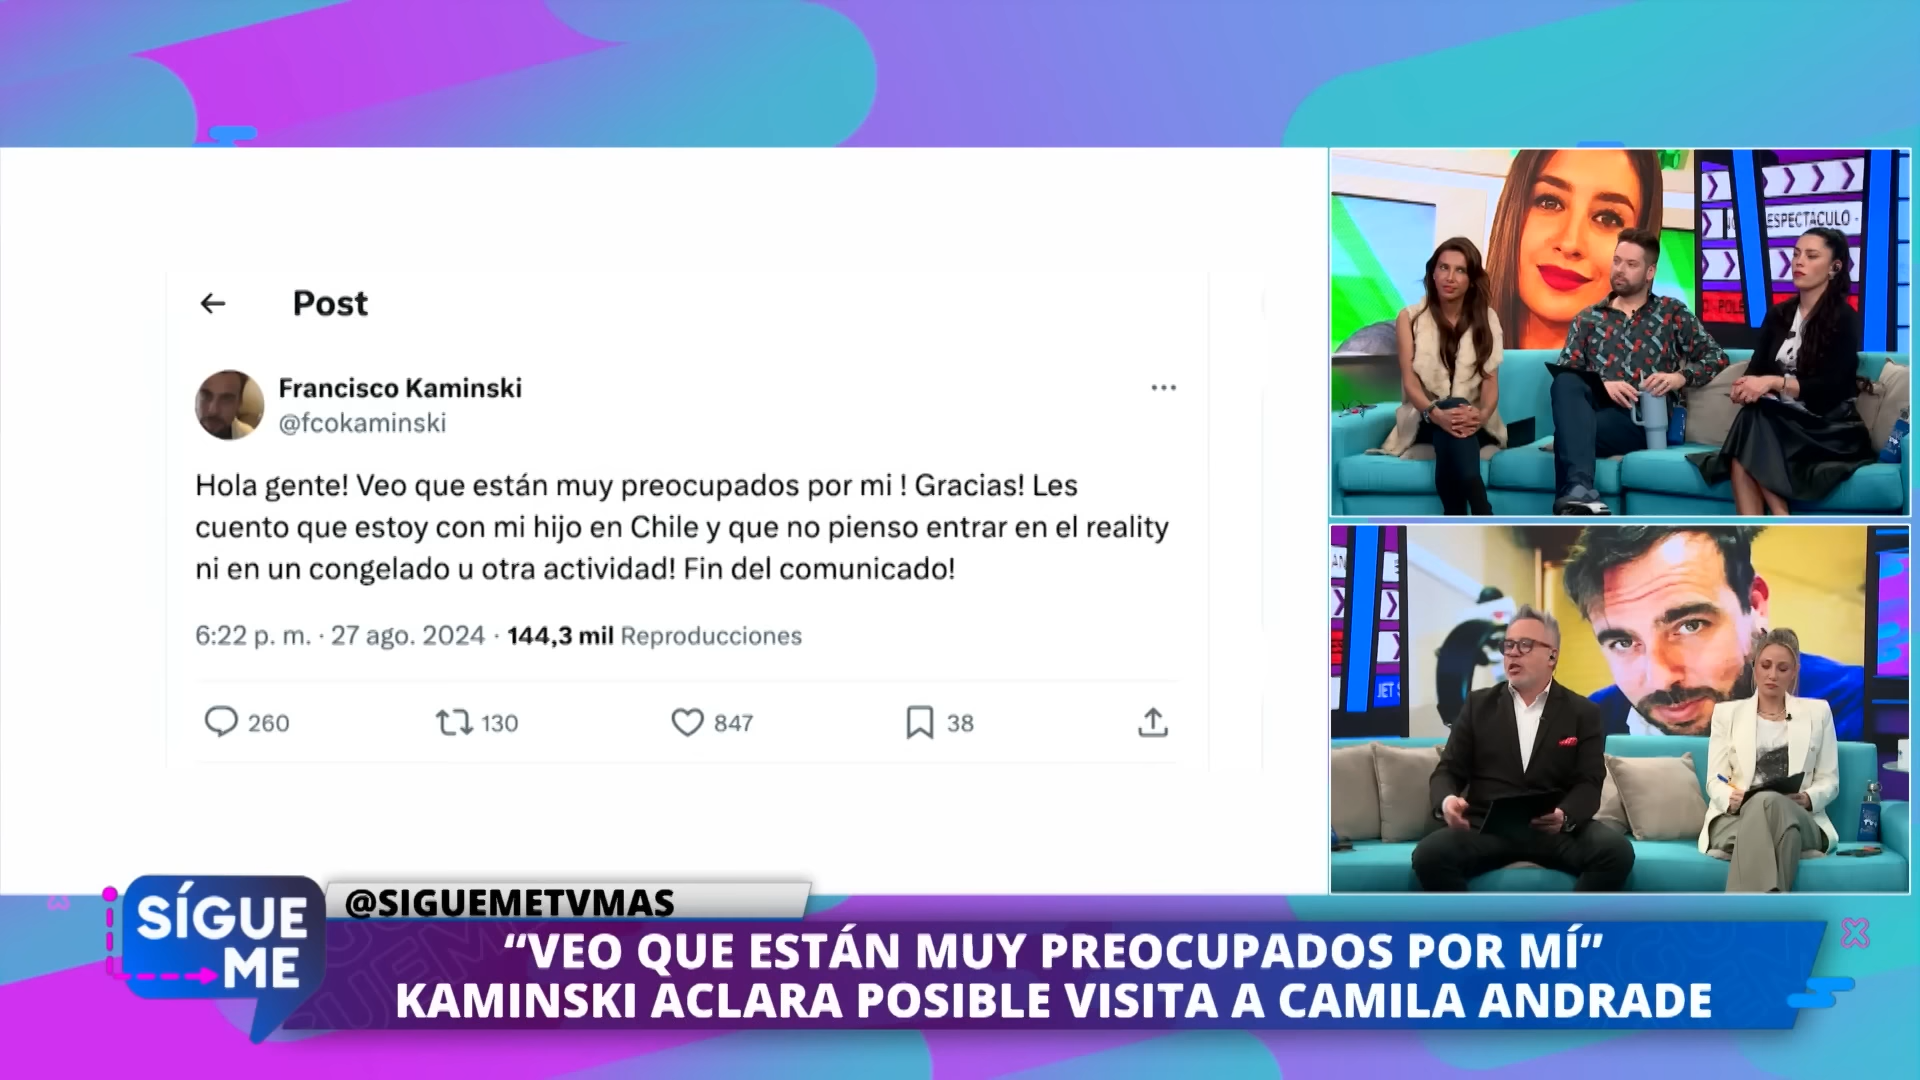 Post
Francisco Kaminski
@fcokaminski
Hola gente! Veo que están muy preocupados por mi ! Gracias! Les
cuento que estoy con mi hijo en Chile y que no pienso entrar en el reality
ni en un congelado u otra actividad! Fin del comunicado!
6:22 p. m. · 27 ago. 2024 · 144,3 mil Reproducciones
260 130 847 38
ESPECTACULO -
JET S
SÍGUE
ME
@SIGUEMETVMAS
“VEO QUE ESTÁN MUY PREOCUPADOS POR MÍ”
KAMINSKI ACLARA POSIBLE VISITA A CAMILA ANDRADE